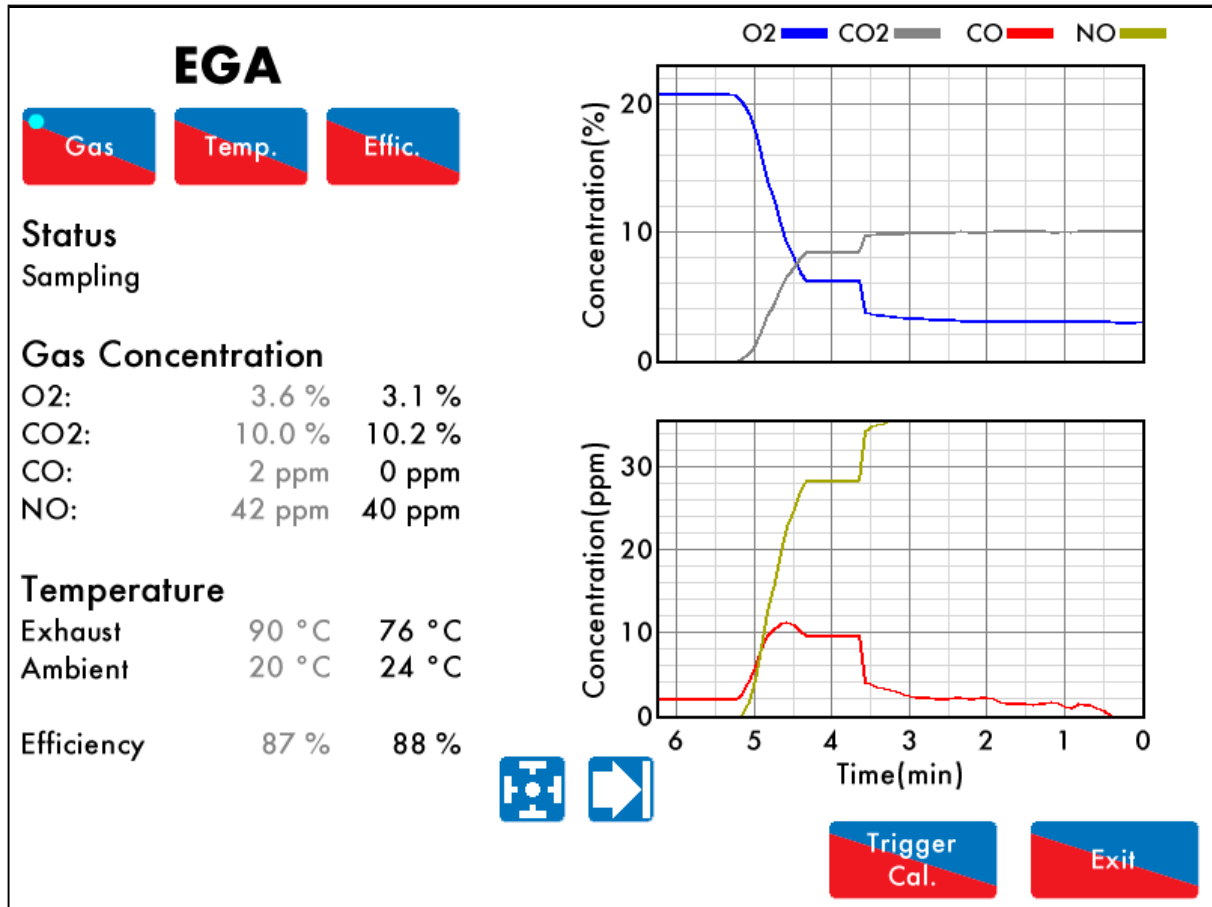 EGA
Gas Temp. Effic.
Status
Sampling
Gas Concentration
O2: 3.6 % 3.1 %
CO2: 10.0 % 10.2 %
CO: 2 ppm 0 ppm
NO: 42 ppm 40 ppm
Temperature
Exhaust 90 °C 76 °C
Ambient 20 °C 24 °C
Efficiency 87 % 88 %
O2 CO2 CO NO
Concentration(%)
20
10
0
Concentration(ppm)
30
20
10
0
6 5 4 3 2 1 0
Time(min)
Trigger
Cal.
Exit